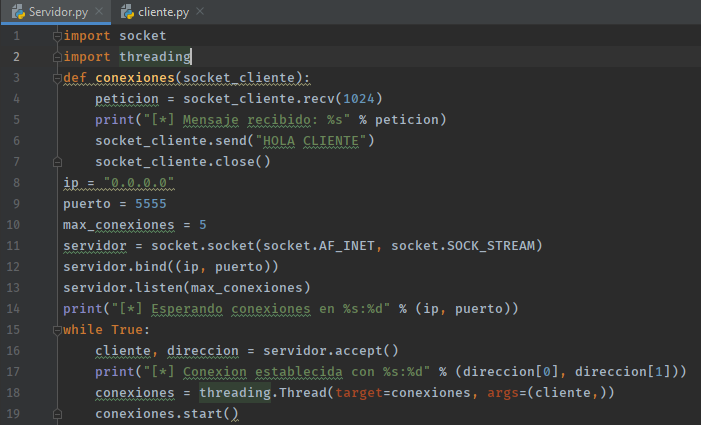 Servidor.py × cliente.py ×
1 import socket
2 import threading
3 def conexiones(socket_cliente):
4     peticion = socket_cliente.recv(1024)
5     print("[*] Mensaje recibido: %s" % peticion)
6     socket_cliente.send("HOLA CLIENTE")
7     socket_cliente.close()
8 ip = "0.0.0.0"
9 puerto = 5555
10 max_conexiones = 5
11 servidor = socket.socket(socket.AF_INET, socket.SOCK_STREAM)
12 servidor.bind((ip, puerto))
13 servidor.listen(max_conexiones)
14 print("[*] Esperando conexiones en %s:%d" % (ip, puerto))
15 while True:
16     cliente, direccion = servidor.accept()
17     print("[*] Conexion establecida con %s:%d" % (direccion[0], direccion[1]))
18     conexiones = threading.Thread(target=conexiones, args=(cliente,))
19     conexiones.start()